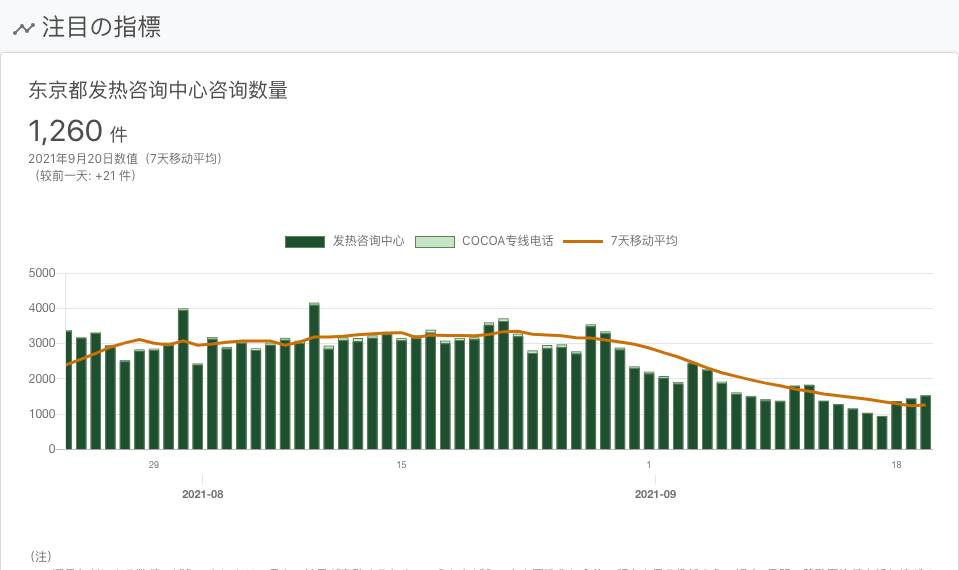 注目の指標
东京都发热咨询中心咨询数量
1,260 件
2021年9月20日数值（7天移动平均）
（较前一天: +21 件）
发热咨询中心 COCOA专线电话 7天移动平均
5000
4000
3000
2000
1000
0
29 15 1 18
2021-08 2021-09
(注)